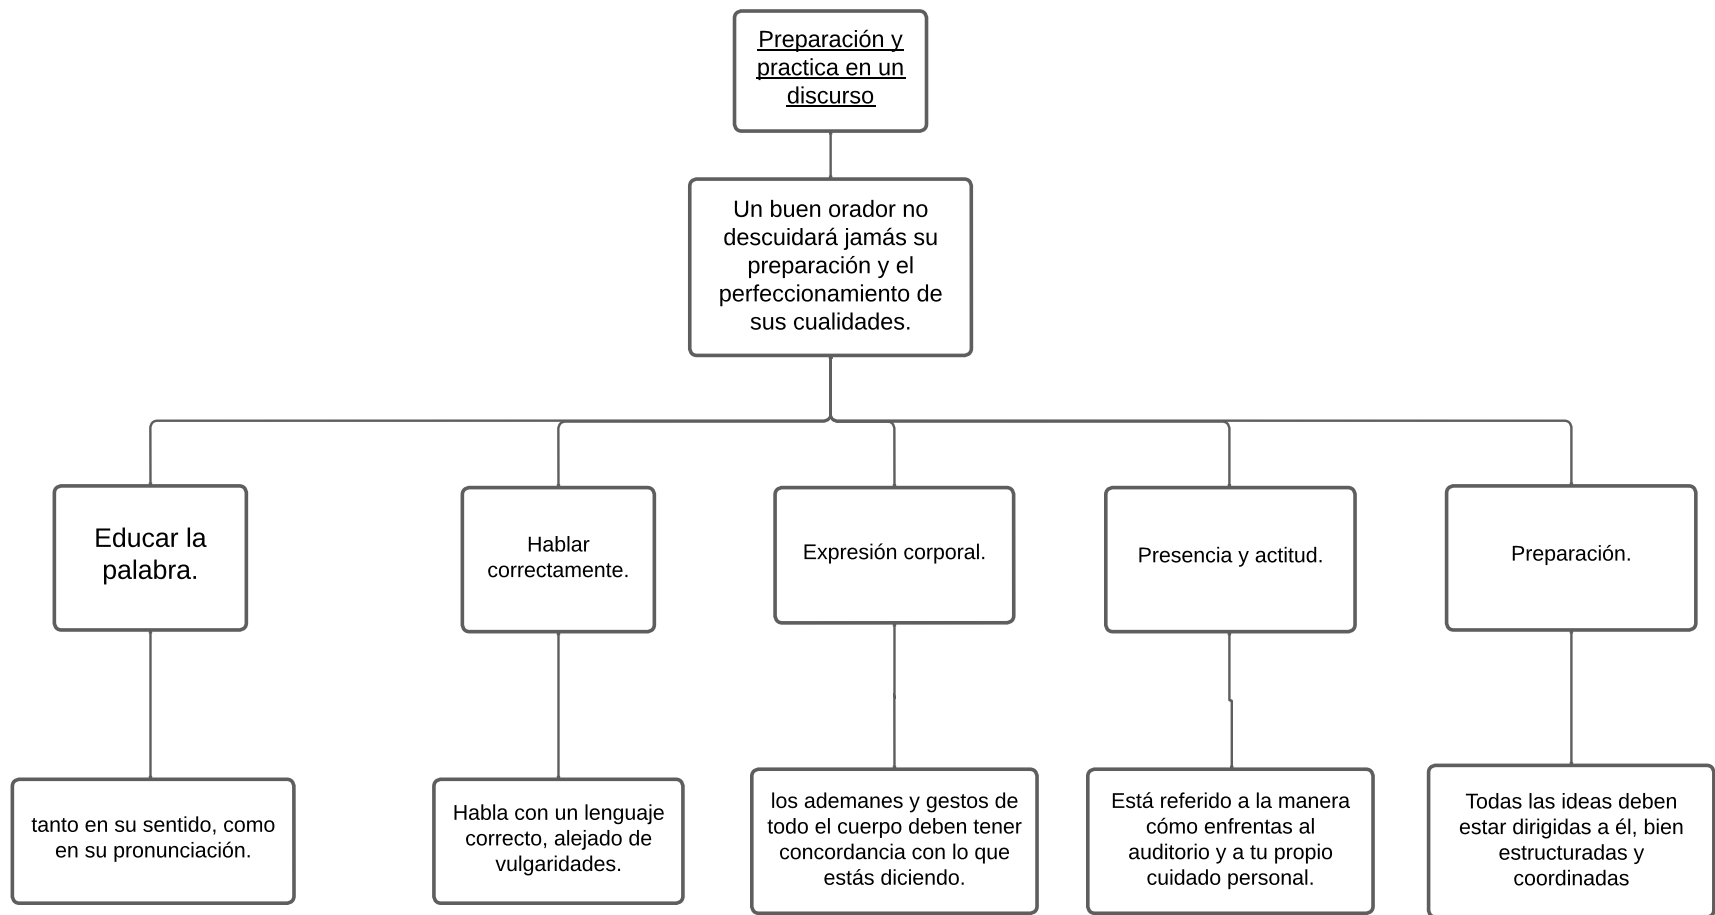 Preparación y
practica en un
discurso
Un buen orador no
descuidará jamás su
preparación y el
perfeccionamiento de
sus cualidades.
Educar la
palabra.
Hablar
correctamente.
Expresión corporal.
Presencia y actitud.
Preparación.
tanto en su sentido, como
en su pronunciación.
Habla con un lenguaje
correcto, alejado de
vulgaridades.
los ademanes y gestos de
todo el cuerpo deben tener
concordancia con lo que
estás diciendo.
Está referido a la manera
cómo enfrentas al
auditorio y a tu propio
cuidado personal.
Todas las ideas deben
estar dirigidas a él, bien
estructuradas y
coordinadas